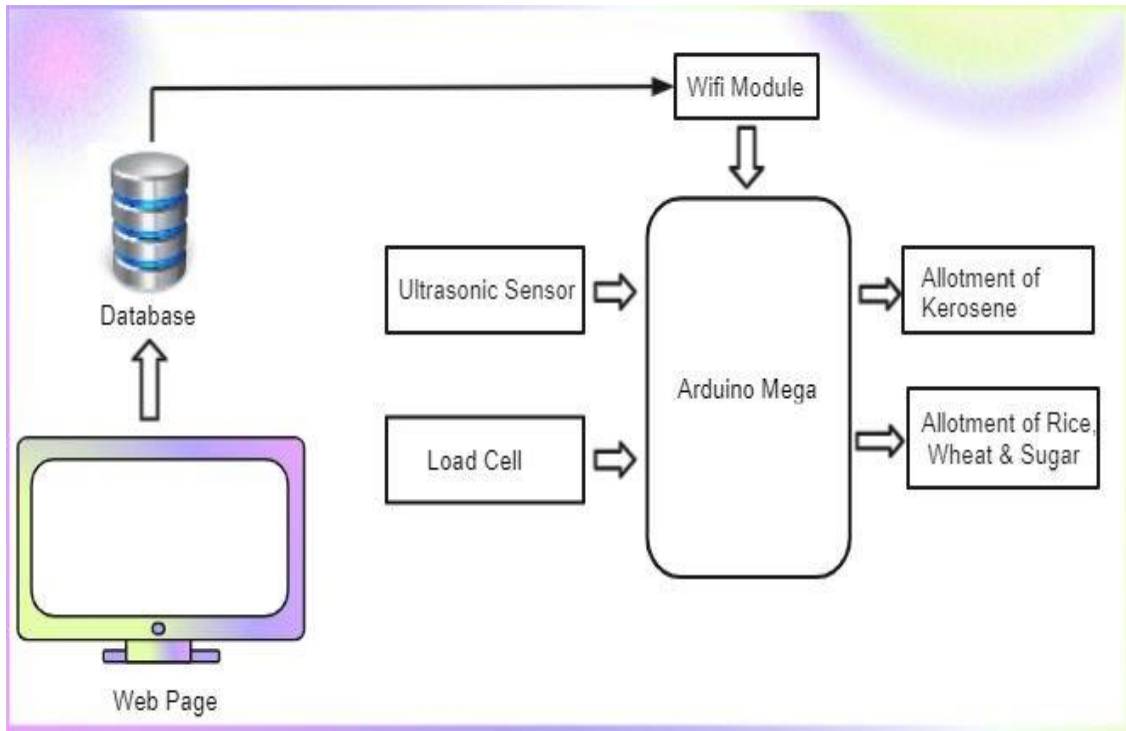 Wifi Module
Database
Ultrasonic Sensor
Load Cell
Arduino Mega
Allotment of
Kerosene
Allotment of Rice,
Wheat & Sugar
Web Page